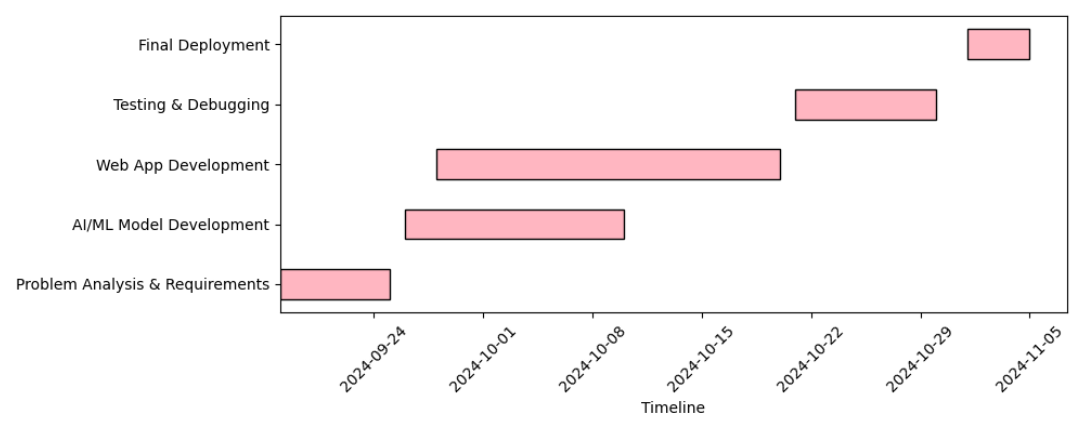 Final Deployment
Testing & Debugging
Web App Development
AI/ML Model Development
Problem Analysis & Requirements
2024-09-24
2024-10-01
2024-10-08
2024-10-15
2024-10-22
2024-10-29
2024-11-05
Timeline